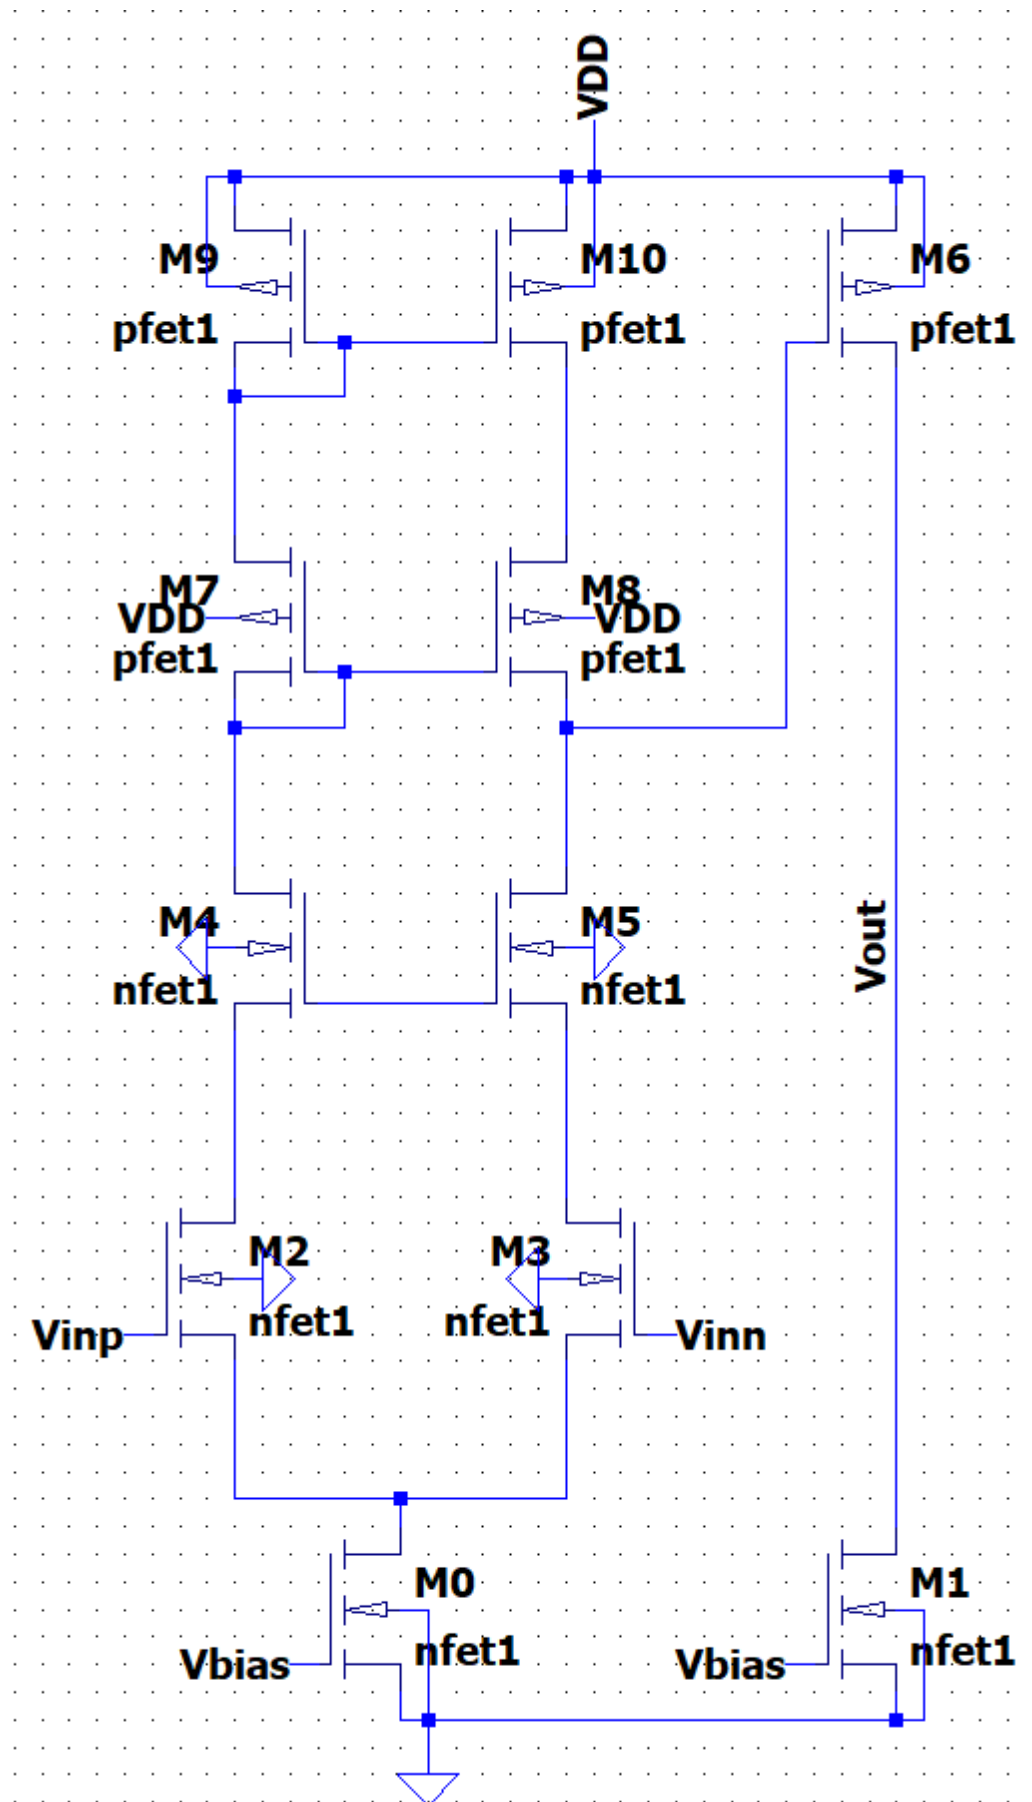 VDD
M9
M10
M6
pfet1
pfet1
pfet1
M7
M8
VDD
VDD
pfet1
pfet1
M4
M5
Vout
nfet1
nfet1
M2
M3
nfet1
nfet1
Vinp
Vinn
M0
M1
nfet1
nfet1
Vbias
Vbias